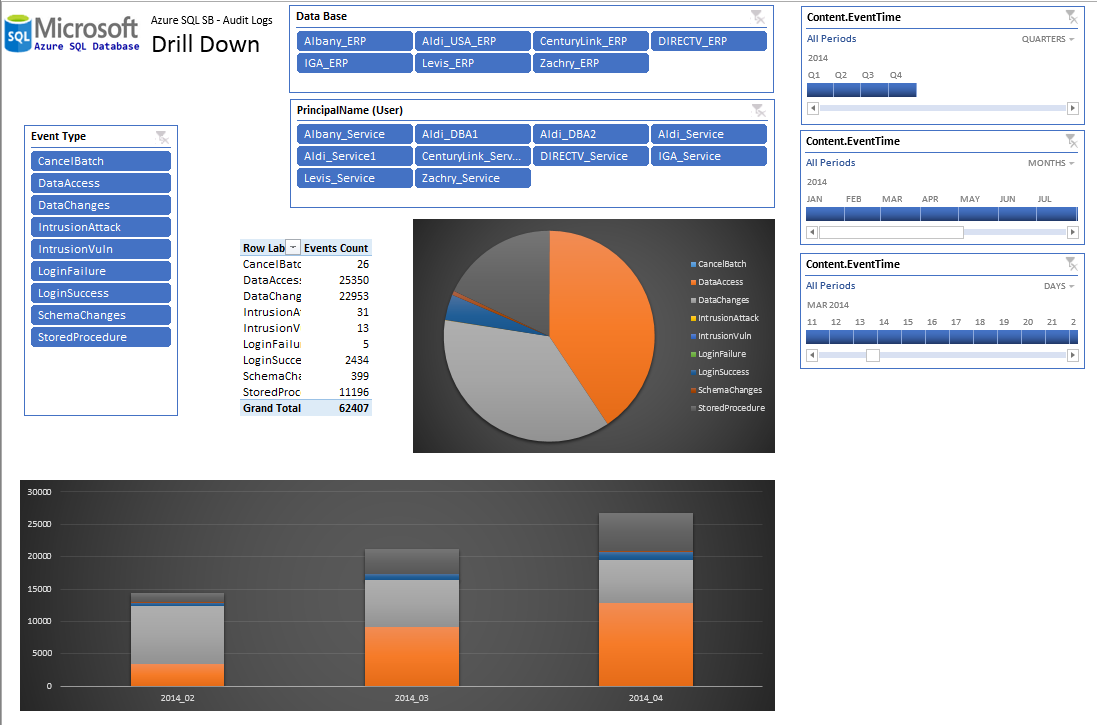 SQL
Microsoft
Azure SQL Database
Azure SQL SB - Audit Logs
Drill Down
Data Base
Albany_ERP Aldi_USA_ERP CenturyLink_ERP DIRECTV_ERP
IGA_ERP Levis_ERP Zachry_ERP
PrincipalName (User)
Albany_Service Aldi_DBA1 Aldi_DBA2 Aldi_Service
Aldi_Service1 CenturyLink_Serv... DIRECTV_Service IGA_Service
Levis_Service Zachry_Service
Content.EventTime
All Periods QUARTERS
2014
Q1 Q2 Q3 Q4
Content.EventTime
All Periods MONTHS
2014
JAN FEB MAR APR MAY JUN JUL
Content.EventTime
All Periods DAYS
MAR 2014
11 12 13 14 15 16 17 18 19 20 21 2
Event Type
CancelBatch
DataAccess
DataChanges
IntrusionAttack
IntrusionVuln
LoginFailure
LoginSuccess
SchemaChanges
StoredProcedure
Row Lab Events Count
CancelBatc 26
DataAcces 25350
DataChang 22953
IntrusionA 31
IntrusionV 13
LoginFailu 5
LoginSucce 2434
SchemaCha 399
StoredProc 11196
Grand Total 62407
CancelBatch
DataAccess
DataChanges
IntrusionAttack
IntrusionVuln
LoginFailure
LoginSuccess
SchemaChanges
StoredProcedure
30000
25000
20000
15000
10000
5000
0
2014_02 2014_03 2014_04